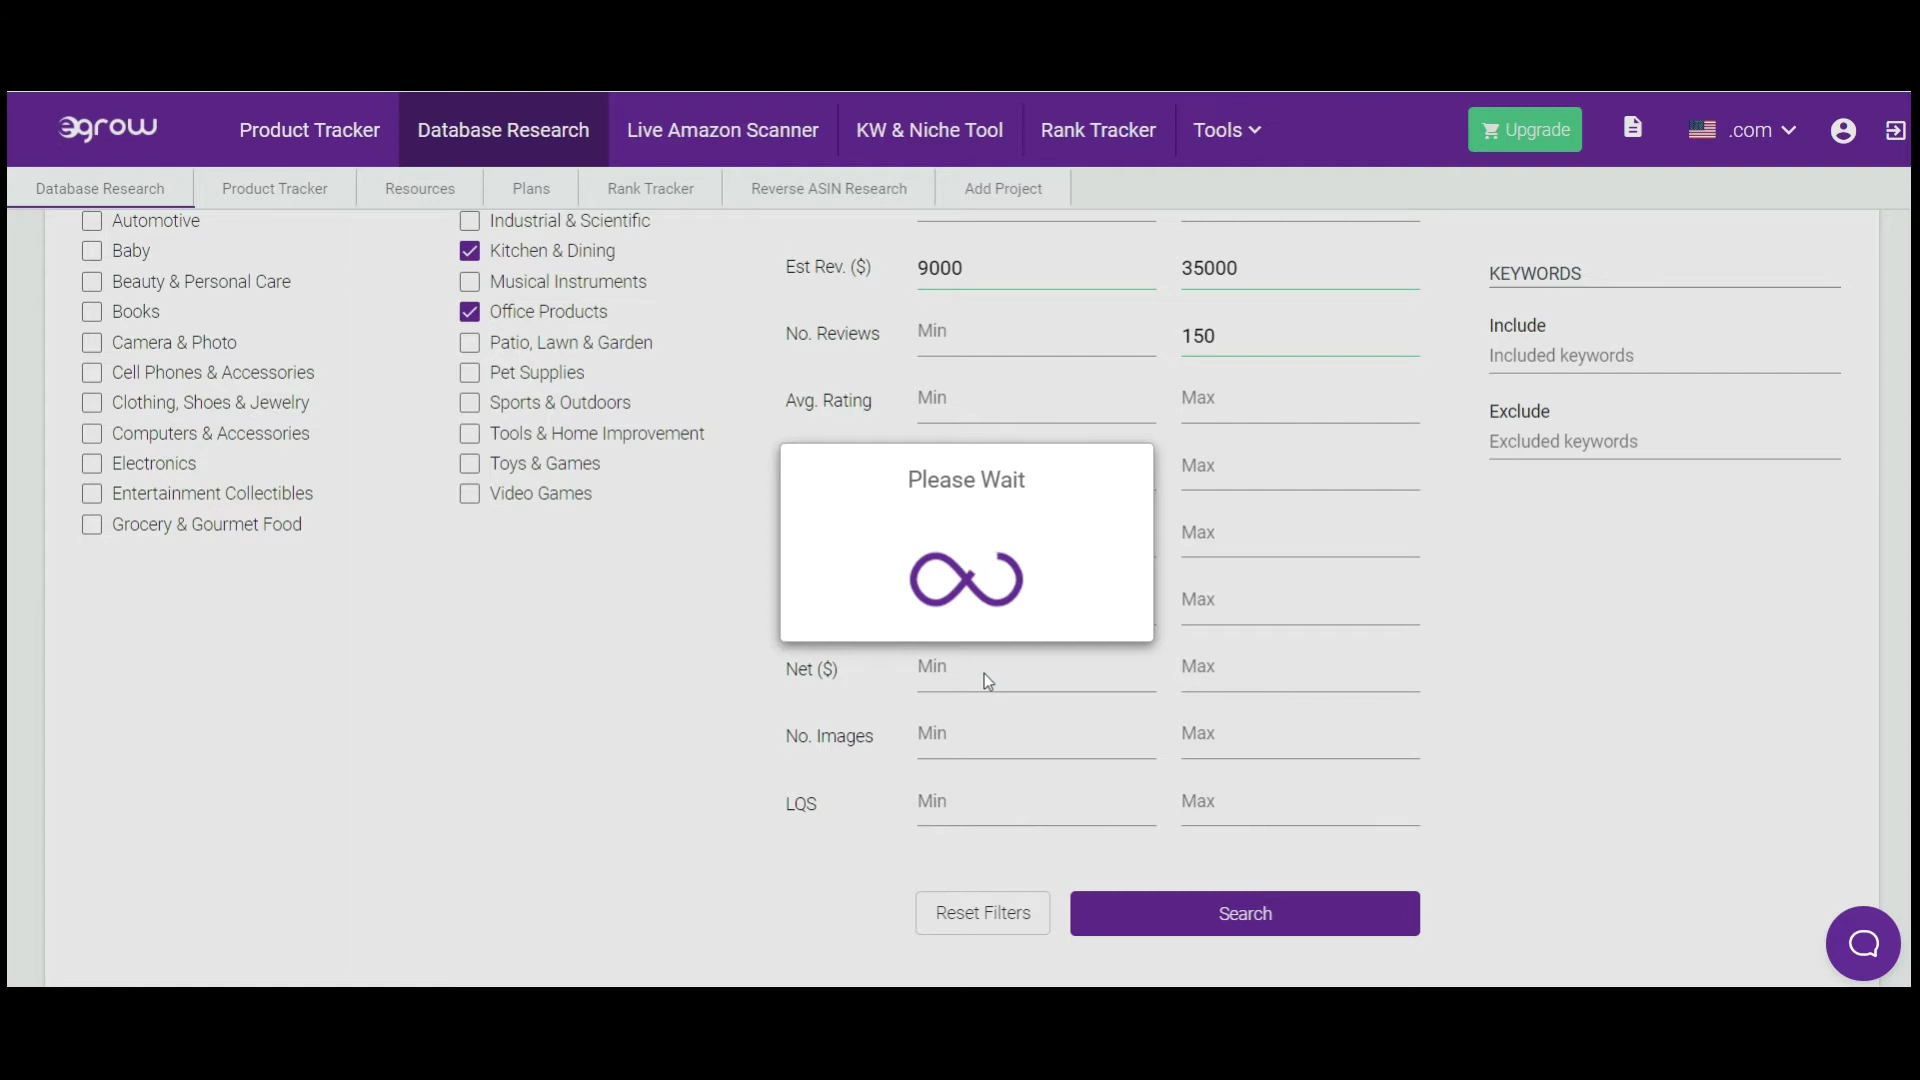 egrow
Product Tracker
Database Research
Live Amazon Scanner
KW & Niche Tool
Rank Tracker
Tools
Upgrade
.com
Database Research
Product Tracker
Resources
Plans
Rank Tracker
Reverse ASIN Research
Add Project
Automotive
Baby
Beauty & Personal Care
Books
Camera & Photo
Cell Phones & Accessories
Clothing, Shoes & Jewelry
Computers & Accessories
Electronics
Entertainment Collectibles
Grocery & Gourmet Food
Industrial & Scientific
Kitchen & Dining
Musical Instruments
Office Products
Patio, Lawn & Garden
Pet Supplies
Sports & Outdoors
Tools & Home Improvement
Toys & Games
Video Games
Est Rev. ($) 9000 35000
No. Reviews Min 150
Avg. Rating Min Max
Max
Max
Max
Please Wait
Net ($) Min Max
No. Images Min Max
LQS Min Max
Reset Filters
Search
KEYWORDS
Include
Included keywords
Exclude
Excluded keywords